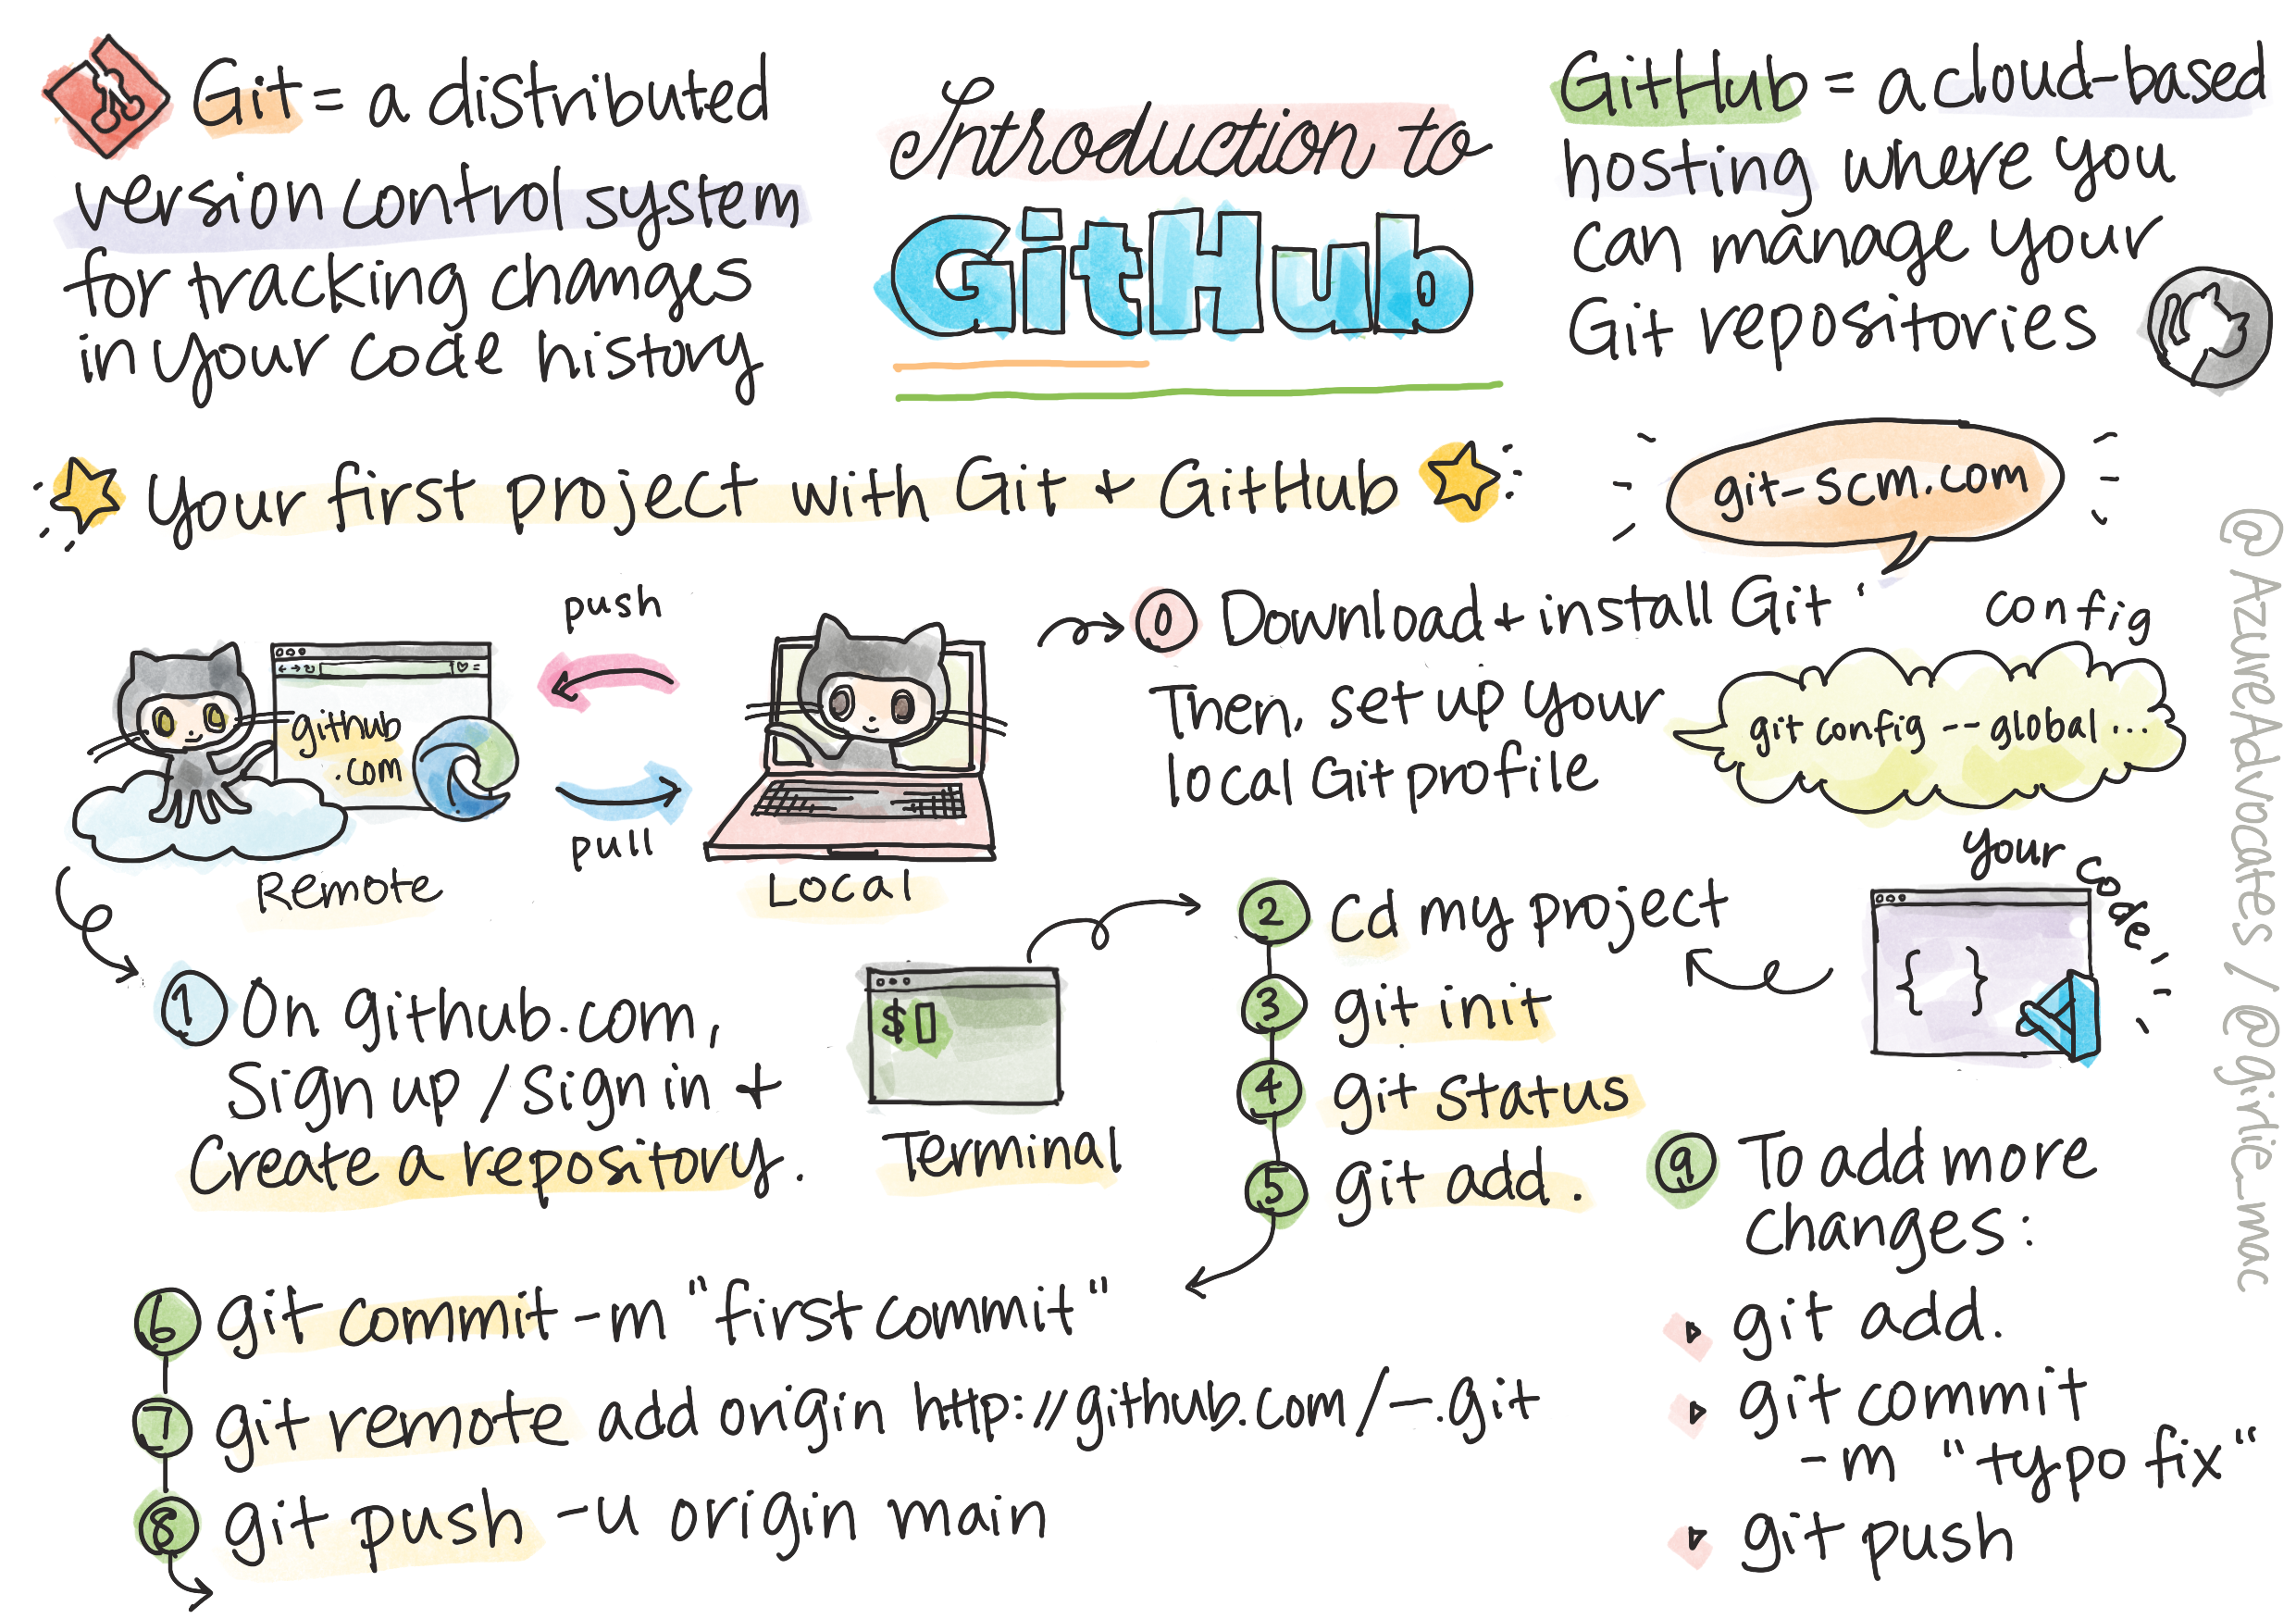 Git = a distributed
version control system
for tracking changes
in your code history
Introduction to
GitHub
GitHub = a cloud-based
hosting where you
can manage your
Git repositories
Your first project with Git + GitHub
git-scm.com
github
.com
Remote
push
pull
Local
0 Download + install Git
Then, set up your
local Git profile
config
git config --global ...
1 On github.com,
Sign up / Sign in +
Create a repository.
$
Terminal
2 cd my project
3 git init
4 git status
5 git add .
your code
{ }
6 git commit -m "first commit"
7 git remote add origin http://github.com/~.git
8 git push -u origin main
9 To add more
changes:
git add.
git commit
-m "typo fix"
git push
@AzureAdvocates / @girlie_mac